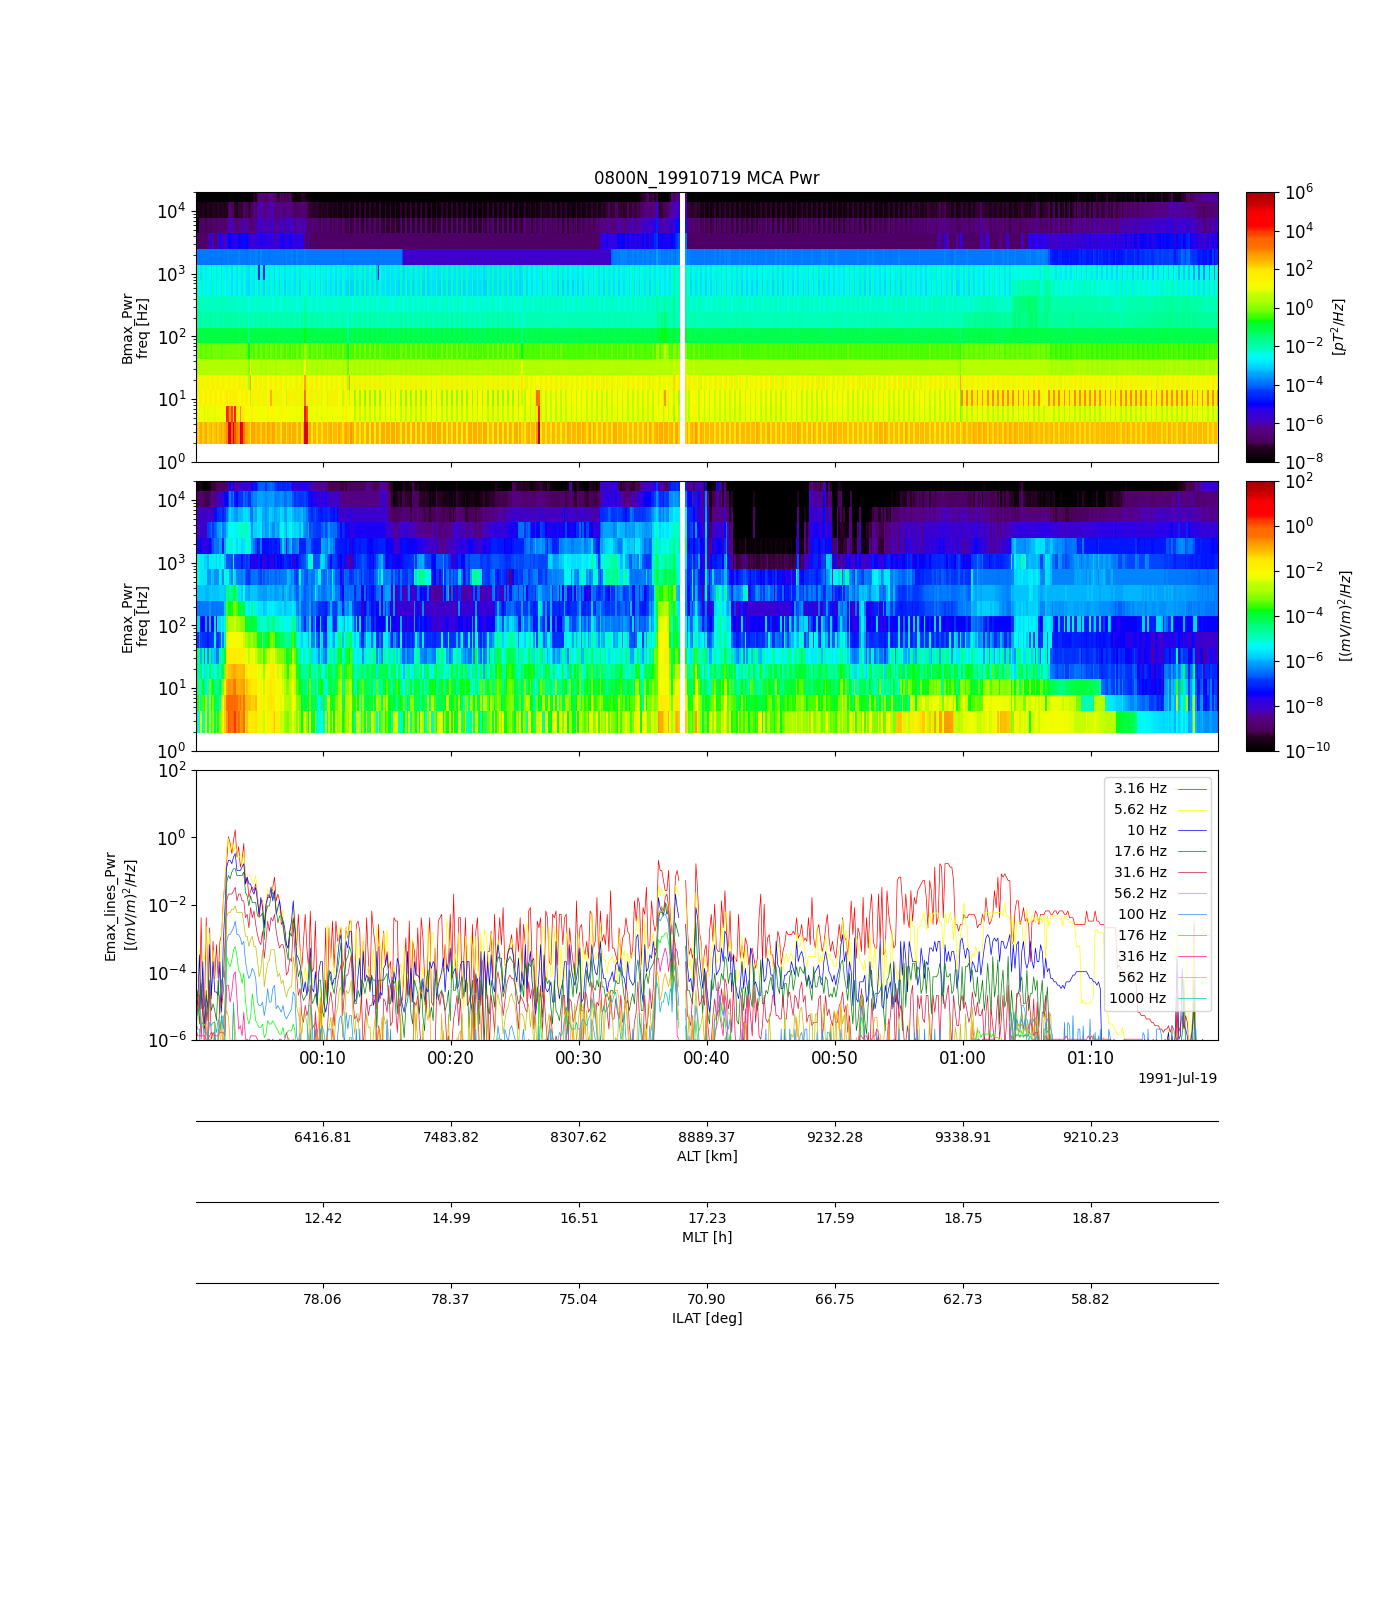 0800N_19910719 MCA Pwr
Bmax_Pwr
freq [Hz]
10^4
10^3
10^2
10^1
10^0
10^6
10^4
10^2
10^0
10^-2
10^-4
10^-6
10^-8
[pT^2/Hz]
Emax_Pwr
freq [Hz]
10^4
10^3
10^2
10^1
10^0
10^2
10^0
10^-2
10^-4
10^-6
10^-8
10^-10
[(mV/m)^2/Hz]
Emax_lines_Pwr
[(mV/m)^2/Hz]
10^2
10^0
10^-2
10^-4
10^-6
3.16 Hz
5.62 Hz
10 Hz
17.6 Hz
31.6 Hz
56.2 Hz
100 Hz
176 Hz
316 Hz
562 Hz
1000 Hz
00:10 00:20 00:30 00:40 00:50 01:00 01:10
1991-Jul-19
6416.81 7483.82 8307.62 8889.37 9232.28 9338.91 9210.23
ALT [km]
12.42 14.99 16.51 17.23 17.59 18.75 18.87
MLT [h]
78.06 78.37 75.04 70.90 66.75 62.73 58.82
ILAT [deg]